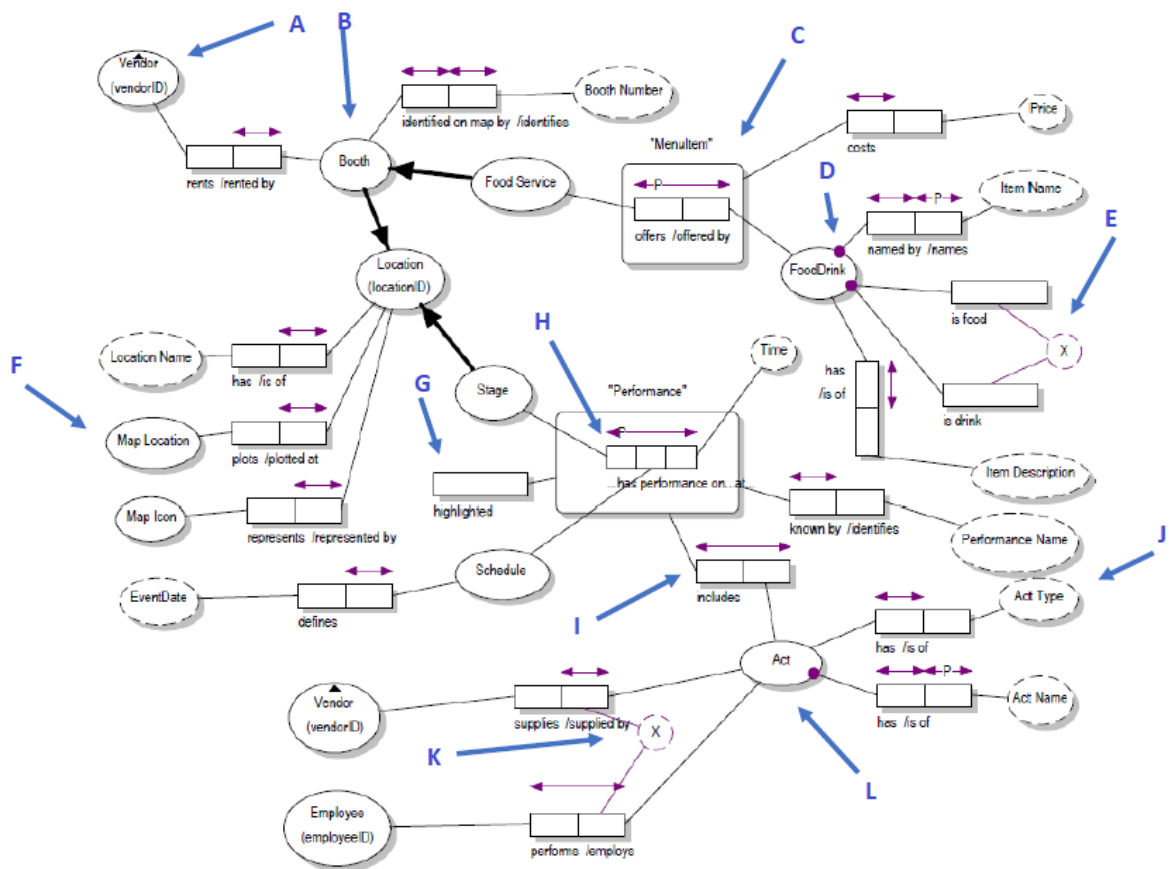 A
B
C
Vendor
(vendorID)
Booth Number
Price
identified on map by /identifies
"MenuItem"
costs
D
Booth
rents /rented by
Food Service
P
P
Item Name
E
offers /offered by
named by /names
Location
(locationID)
FoodDrink
is food
H
Time
X
Location Name
has /is of
G
Stage
"Performance"
has
/is of
F
is drink
Map Location
P
plots /plotted at
...has performance on...at
Item Description
highlighted
Map Icon
known by /identifies
represents /represented by
Performance Name
J
Schedule
EventDate
Act Type
defines
I
includes
has /is of
Act
P
Vendor
(vendorID)
Act Name
supplies /supplied by
has /is of
X
K
L
Employee
(employeeID)
performs /employs